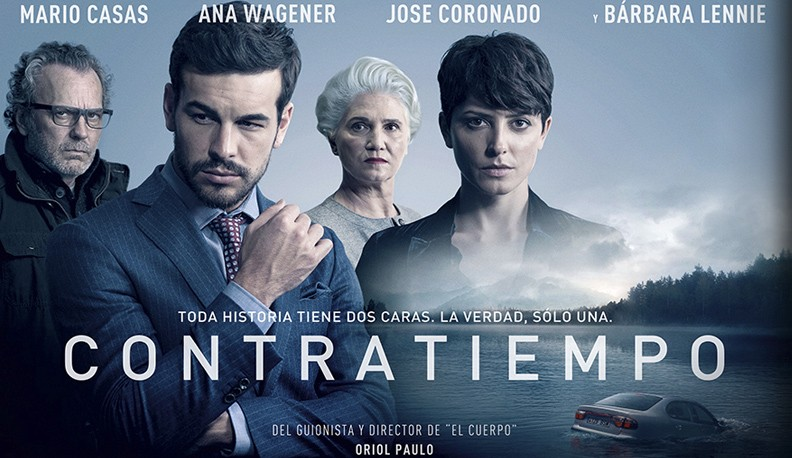 MARIO CASAS ANA WAGENER JOSE CORONADO Y BÁRBARA LENNIE
TODA HISTORIA TIENE DOS CARAS. LA VERDAD, SÓLO UNA.
CONTRATIEMPO
DEL GUIONISTA Y DIRECTOR DE "EL CUERPO"
ORIOL PAULO